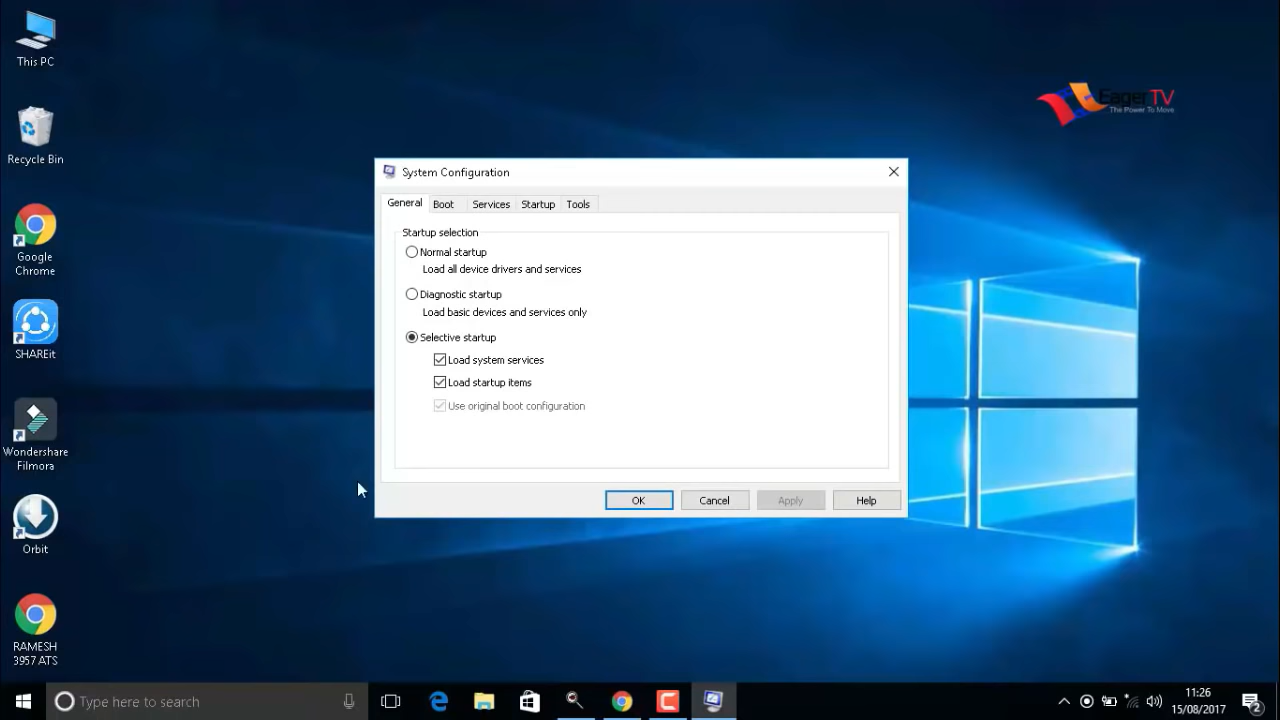 This PC
Recycle Bin
Google
Chrome
SHAREit
Wondershare
Filmora
Orbit
RAMESH
3957 ATS
EagerTV
The Power To Move
System Configuration
General Boot Services Startup Tools
Startup selection
Normal startup
Load all device drivers and services
Diagnostic startup
Load basic devices and services only
Selective startup
Load system services
Load startup items
Use original boot configuration
OK Cancel Apply Help
Type here to search
11:26
15/08/2017
2